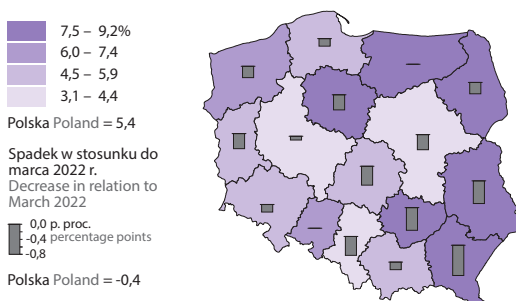 7,5 – 9,2%
6,0 – 7,4
4,5 – 5,9
3,1 – 4,4
Polska Poland = 5,4
Spadek w stosunku do
marca 2022 r.
Decrease in relation to
March 2022
0,0 p. proc.
-0,4 percentage points
-0,8
Polska Poland = -0,4